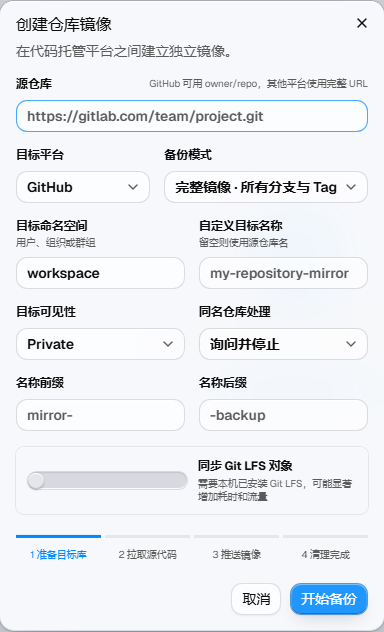 创建仓库镜像
在代码托管平台之间建立独立镜像。
源仓库 GitHub 可用 owner/repo，其他平台使用完整 URL
https://gitlab.com/team/project.git
目标平台 备份模式
GitHub 完整镜像 · 所有分支与 Tag
目标命名空间 自定义目标名称
用户、组织或群组 留空则使用源仓库名
workspace my-repository-mirror
目标可见性 同名仓库处理
Private 询问并停止
名称前缀 名称后缀
mirror- -backup
同步 Git LFS 对象
需要本机已安装 Git LFS，可能显著
增加耗时和流量
1 准备目标库 2 拉取源代码 3 推送镜像 4 清理完成
取消 开始备份